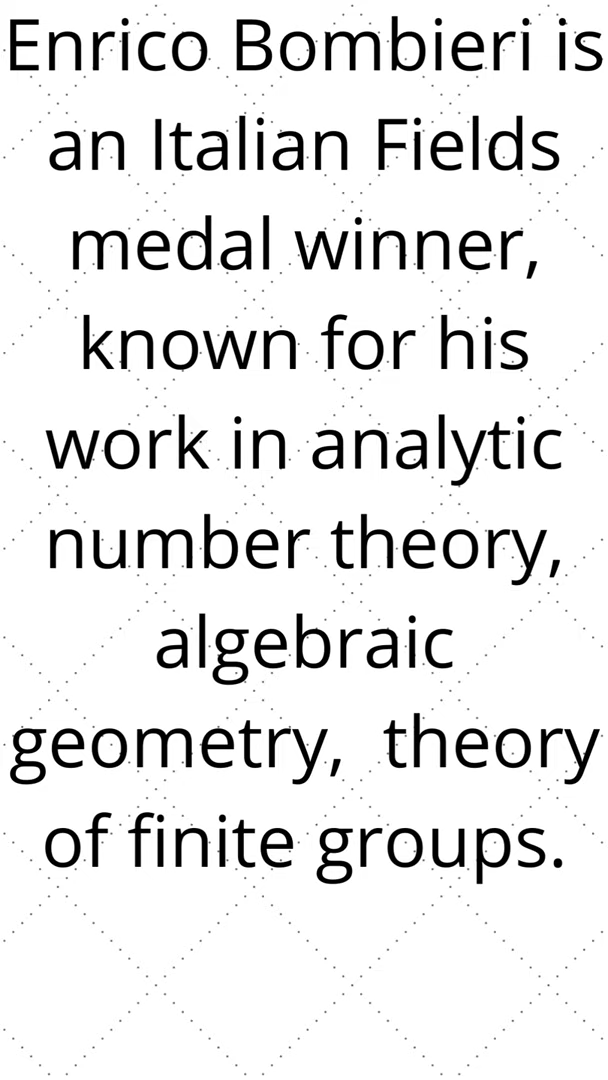 Enrico Bombieri is
an Italian Fields
medal winner,
known for his
work in analytic
number theory,
algebraic
geometry,  theory
of finite groups.